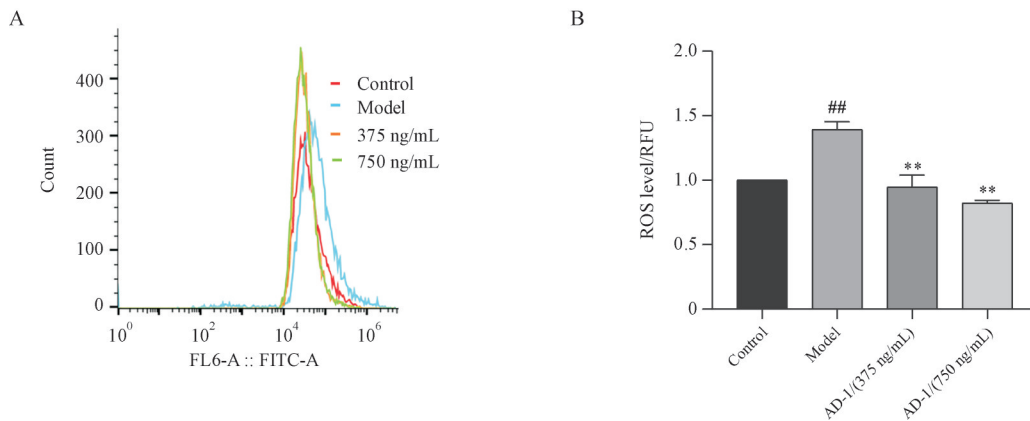 A
400
300
200
100
0
Count
Control
Model
375 ng/mL
750 ng/mL
10^0
10^2
10^4
10^6
FL6-A :: FITC-A
B
2.0
1.5
1.0
0.5
0
ROS level/RFU
##
**
**
Control
Model
AD-1/(375 ng/mL)
AD-1/(750 ng/mL)